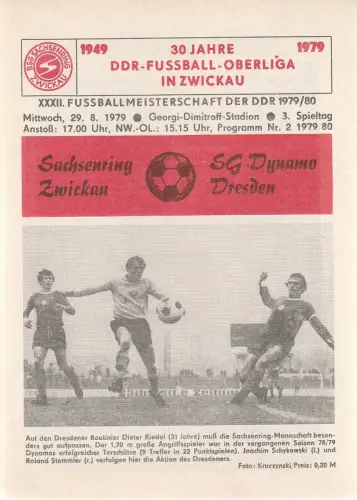 BSG SACHSENRING
ZWICKAU
1949 30 JAHRE 1979
DDR-FUSSBALL-OBERLIGA
IN ZWICKAU
XXXII. FUSSBALLMEISTERSCHAFT DER DDR 1979/80
Mittwoch, 29. 8. 1979 ● Georgi-Dimitroff-Stadion ● 3. Spieltag
Anstoß: 17.00 Uhr, NW.-OL.: 15.15 Uhr, Programm Nr. 2 1979 80
Sachsenring SG Dynamo
Zwickau Dresden
Auf den Dresdener Routinier Dieter Riedel (31 Jahre) muß die Sachsenring-Mannschaft beson-
ders gut aufpassen. Der 1,70 m große Angriffsspieler war in der vergangenen Saison 78/79
Dynamos erfolgreicher Torschütze (9 Treffer in 22 Punktspielen). Joachim Schykowski (l.) und
Roland Stemmler (r.) verfolgen hier die Aktion des Dresdeners.
Foto: Kruczynski, Preis: 0,20 M